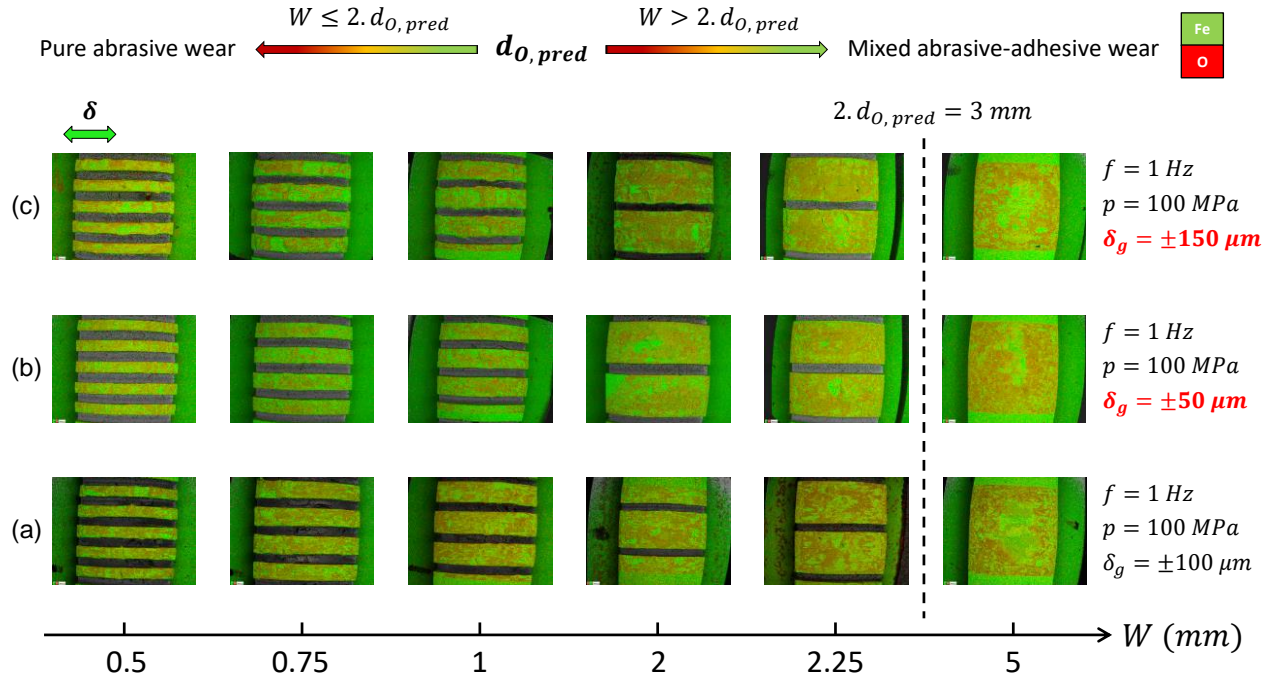 W ≤ 2. d_{O, pred}
W > 2. d_{O, pred}
Fe
Pure abrasive wear
d_{O, pred}
Mixed abrasive-adhesive wear
O
δ
2. d_{O, pred} = 3 mm
(c)
f = 1 Hz
p = 100 MPa
δ_g = ±150 μm
(b)
f = 1 Hz
p = 100 MPa
δ_g = ±50 μm
(a)
f = 1 Hz
p = 100 MPa
δ_g = ±100 μm
W (mm)
0.5 0.75 1 2 2.25 5